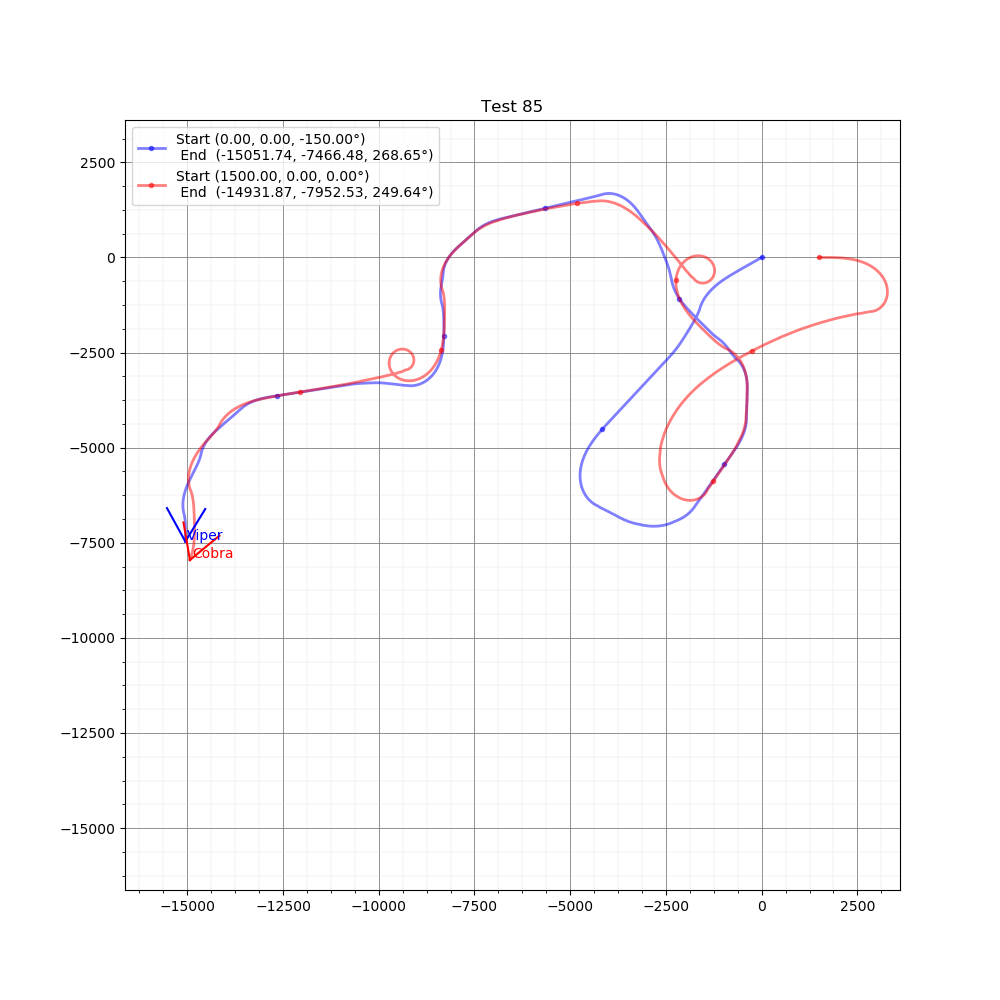 Test 85
Start (0.00, 0.00, -150.00°)
End  (-15051.74, -7466.48, 268.65°)
Start (1500.00, 0.00, 0.00°)
End  (-14931.87, -7952.53, 249.64°)
2500
0
−2500
−5000
−7500
−10000
−12500
−15000
Viper
Cobra
−15000 −12500 −10000 −7500 −5000 −2500 0 2500